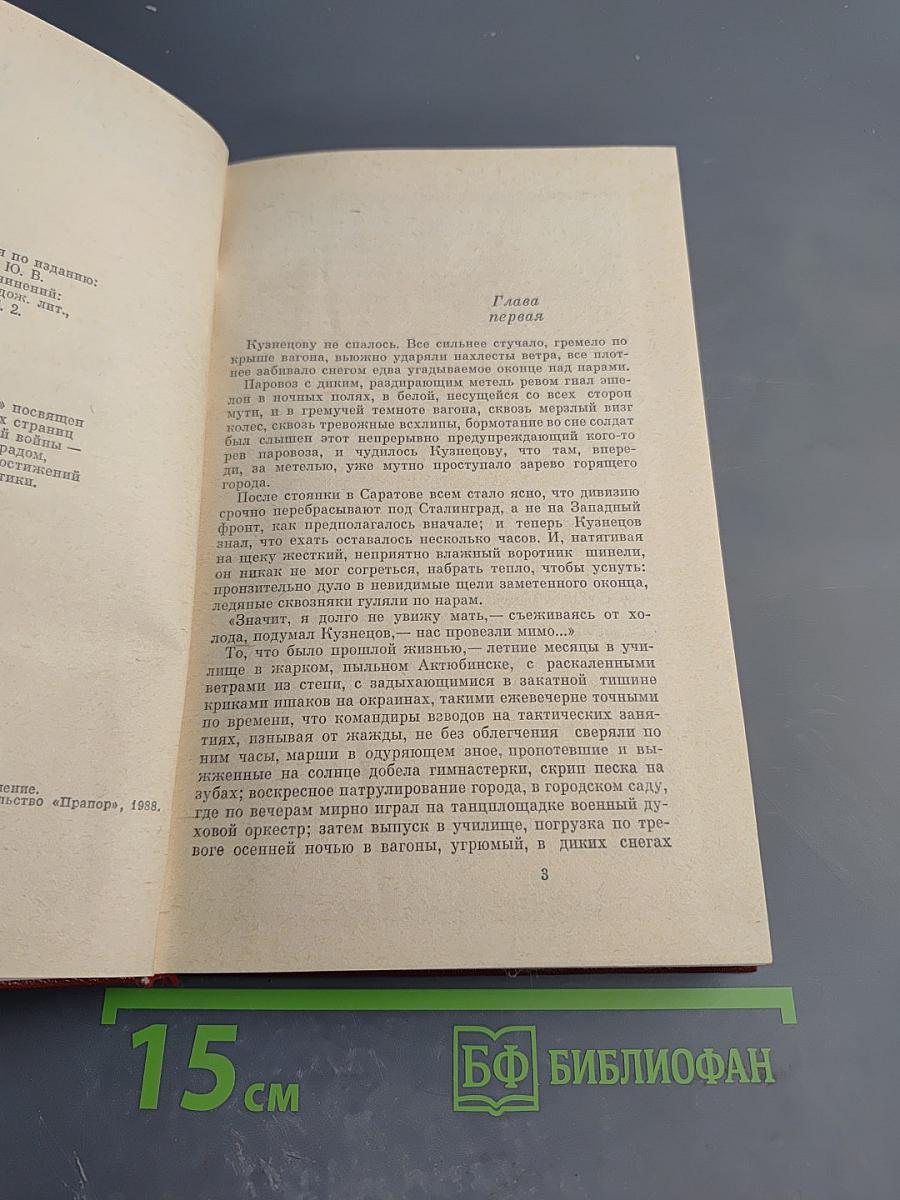 я по изданию:
Ю. В.
чинений:
дож. лит.,
. 2.
» посвящен
х страниц
й войны —
градом,
остижений
тики.
ление.
льство «Прапор», 1988.
Глава
первая
Кузнецову не спалось. Все сильнее стучало, гремело по
крыше вагона, вьюжно ударяли нахлесты ветра, все плот-
нее забивало снегом едва угадываемое оконце над нарами.
Паровоз с диким, раздирающим метель ревом гнал эше-
лон в ночных полях, в белой, несущейся со всех сторон
мути, и в гремучей темноте вагона, сквозь мерзлый визг
колес, сквозь тревожные всхлипы, бормотание во сне солдат
был слышен этот непрерывно предупреждающий кого-то
рев паровоза, и чудилось Кузнецову, что там, впере-
ди, за метелью, уже мутно проступало зарево горящего
города.
После стоянки в Саратове всем стало ясно, что дивизию
срочно перебрасывают под Сталинград, а не на Западный
фронт, как предполагалось вначале; и теперь Кузнецов
знал, что ехать оставалось несколько часов. И, натягивая
на щеку жесткий, неприятно влажный воротник шинели,
он никак не мог согреться, набрать тепло, чтобы уснуть:
пронзительно дуло в невидимые щели заметенного оконца,
ледяные сквозняки гуляли по нарам.
«Значит, я долго не увижу мать,— съеживаясь от хо-
лода, подумал Кузнецов,— нас провезли мимо...»
То, что было прошлой жизнью,— летние месяцы в учи-
лище в жарком, пыльном Актюбинске, с раскаленными
ветрами из степи, с задыхающимися в закатной тишине
криками ишаков на окраинах, такими ежевечерне точными
по времени, что командиры взводов на тактических заня-
тиях, изнывая от жажды, не без облегчения сверяли по
ним часы, марши в одуряющем зное, пропотевшие и вы-
жженные на солнце добела гимнастерки, скрип песка на
зубах; воскресное патрулирование города, в городском саду,
где по вечерам мирно играл на танцплощадке военный ду-
ховой оркестр; затем выпуск в училище, погрузка по тре-
воге осенней ночью в вагоны, угрюмый, в диких снегах
3
15 см
БФ БИБЛИОФАН